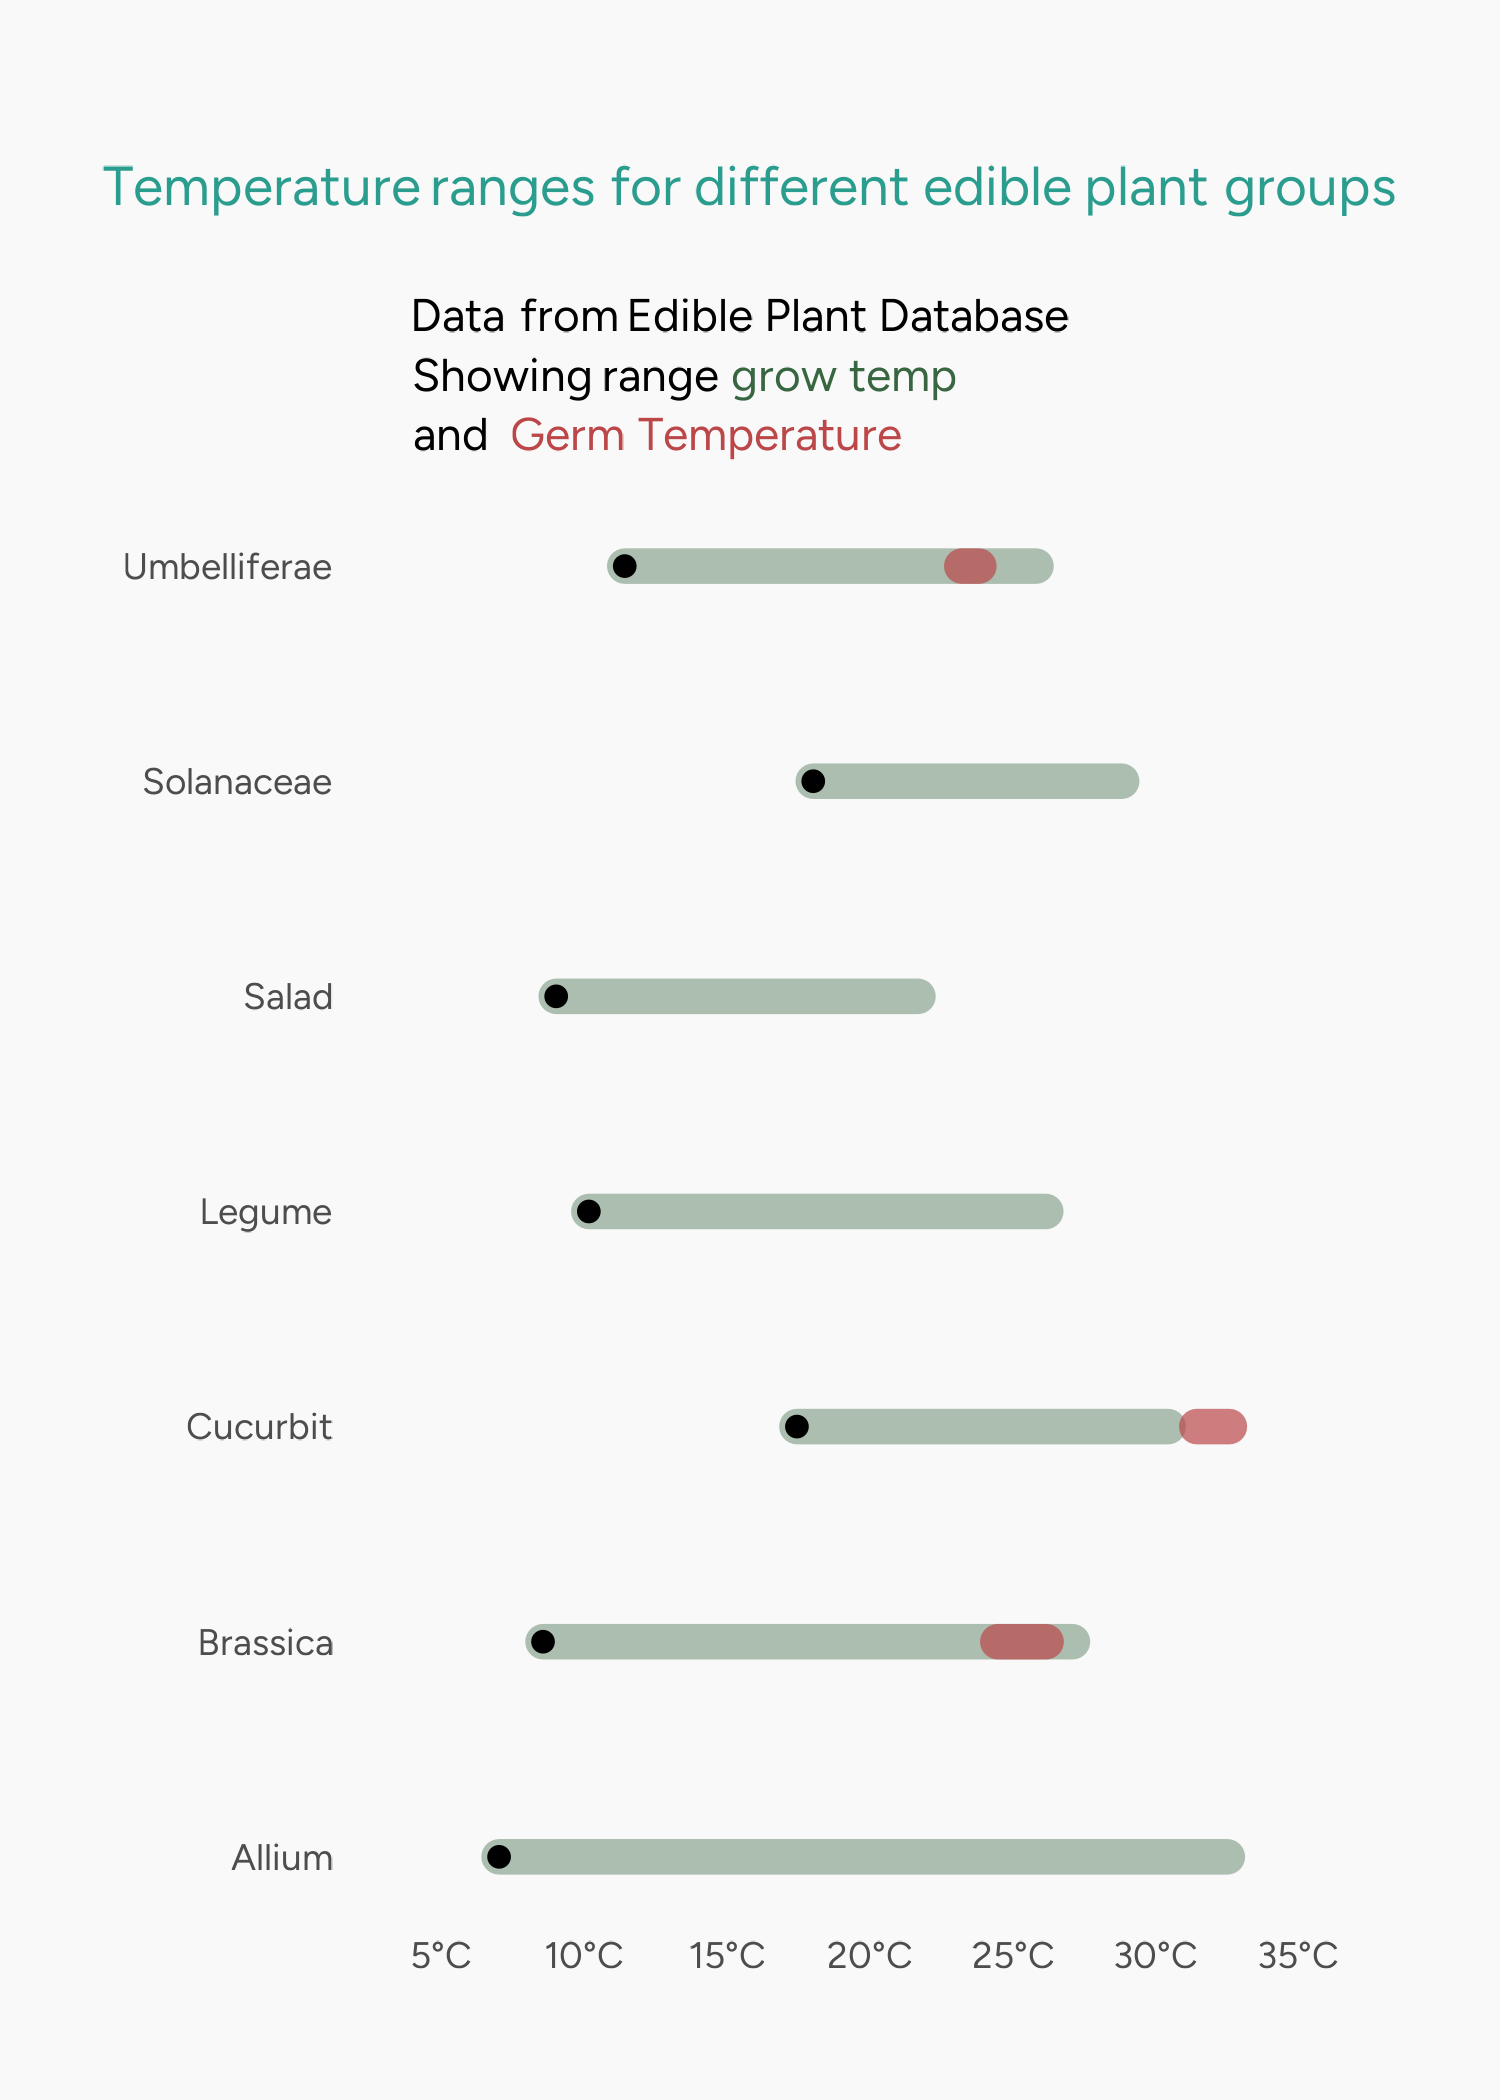 Temperature ranges for different edible plant groups
Data from Edible Plant Database
Showing range grow temp
and Germ Temperature
Umbelliferae
Solanaceae
Salad
Legume
Cucurbit
Brassica
Allium
5°C 10°C 15°C 20°C 25°C 30°C 35°C